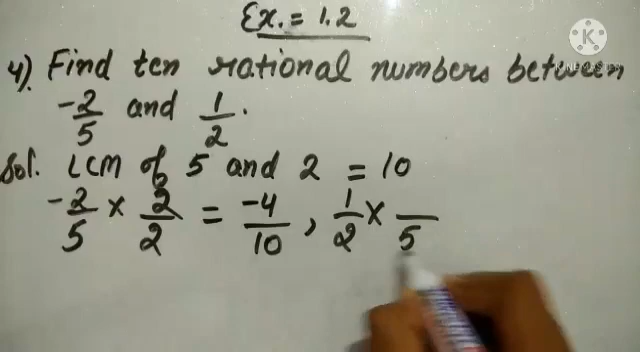 Ex. = 1.2
4). Find ten rational numbers between
-2/5 and 1/2.
Sol. LCM of 5 and 2 = 10
-2/5 × 2/2 = -4/10, 1/2 × /5
K